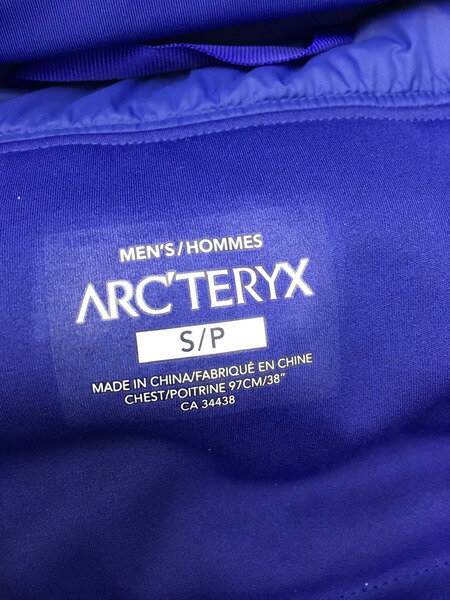 MEN'S/HOMMES
ARC'TERYX
S/P
MADE IN CHINA/FABRIQUÉ EN CHINE
CHEST/POITRINE 97CM/38"
CA 34438